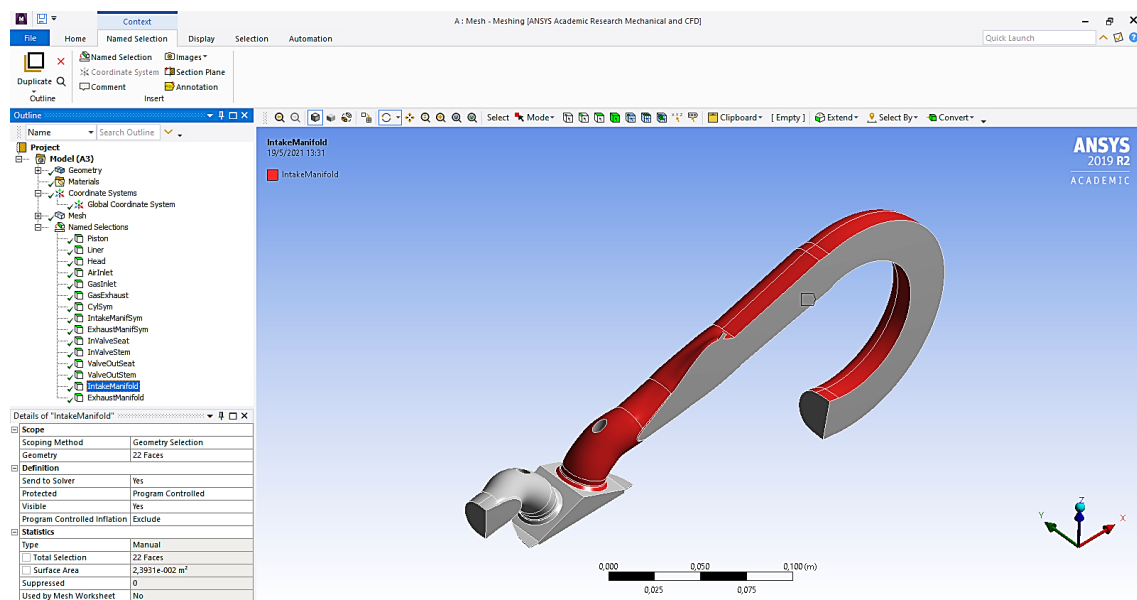 M
Context
A : Mesh - Meshing [ANSYS Academic Research Mechanical and CFD]
File Home Named Selection Display Selection Automation
Quick Launch
Duplicate
Outline
Named Selection Images
Coordinate System Section Plane
Comment Annotation
Insert
Outline
Name Search Outline
Select Mode Clipboard [ Empty ] Extend Select By Convert
Project
Model (A3)
Geometry
Materials
Coordinate Systems
Global Coordinate System
Mesh
Named Selections
Piston
Liner
Head
AirInlet
GasInlet
GasExhaust
CylSym
IntakeManifSym
ExhaustManifSym
InValveSeat
InValveStem
ValveOutSeat
ValveOutStem
IntakeManifold
ExhaustManifold
Details of "IntakeManifold"
Scope
Scoping Method Geometry Selection
Geometry 22 Faces
Definition
Send to Solver Yes
Protected Program Controlled
Visible Yes
Program Controlled Inflation Exclude
Statistics
Type Manual
Total Selection 22 Faces
Surface Area 2,3931e-002 m²
Suppressed 0
Used by Mesh Worksheet No
IntakeManifold
19/5/2021 13:31
IntakeManifold
ANSYS
2019 R2
ACADEMIC
0,000 0,050 0,100 (m)
0,025 0,075
Z
Y X